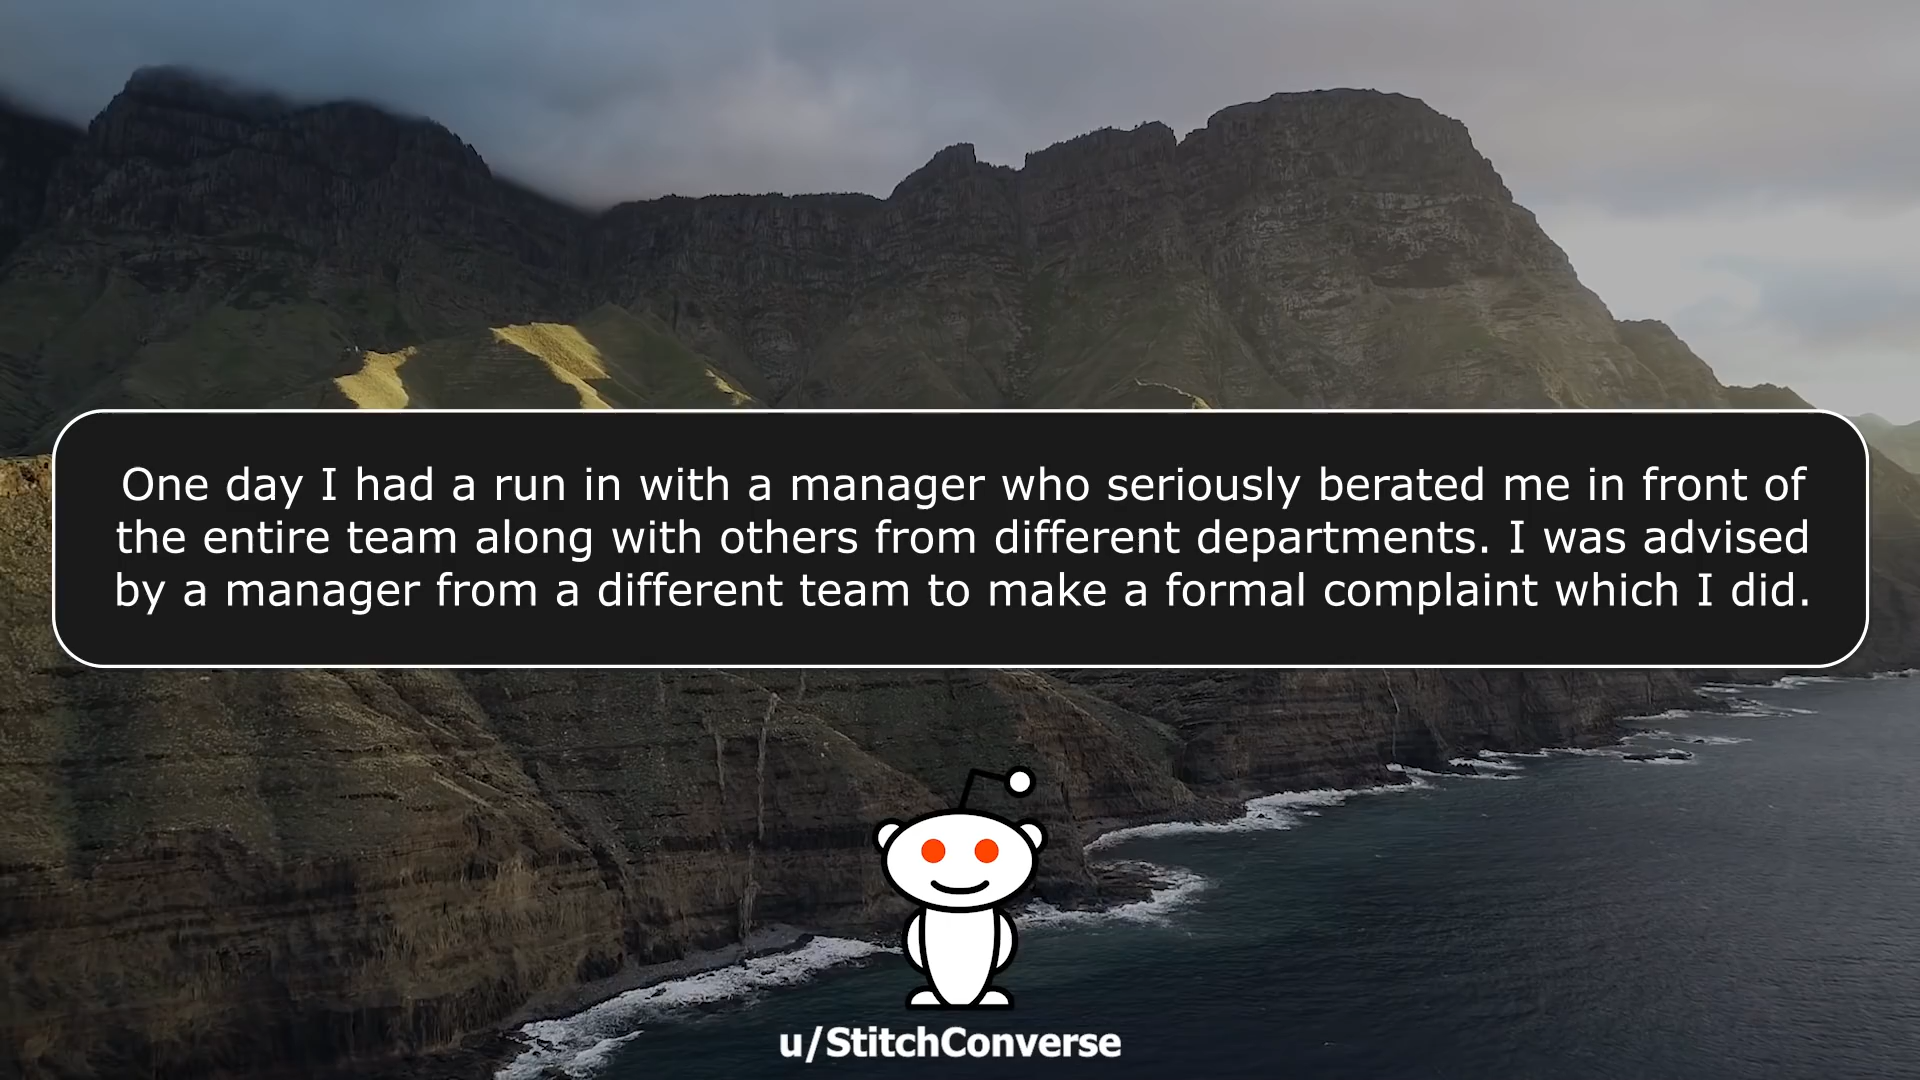 One day I had a run in with a manager who seriously berated me in front of
the entire team along with others from different departments. I was advised
by a manager from a different team to make a formal complaint which I did.
u/StitchConverse